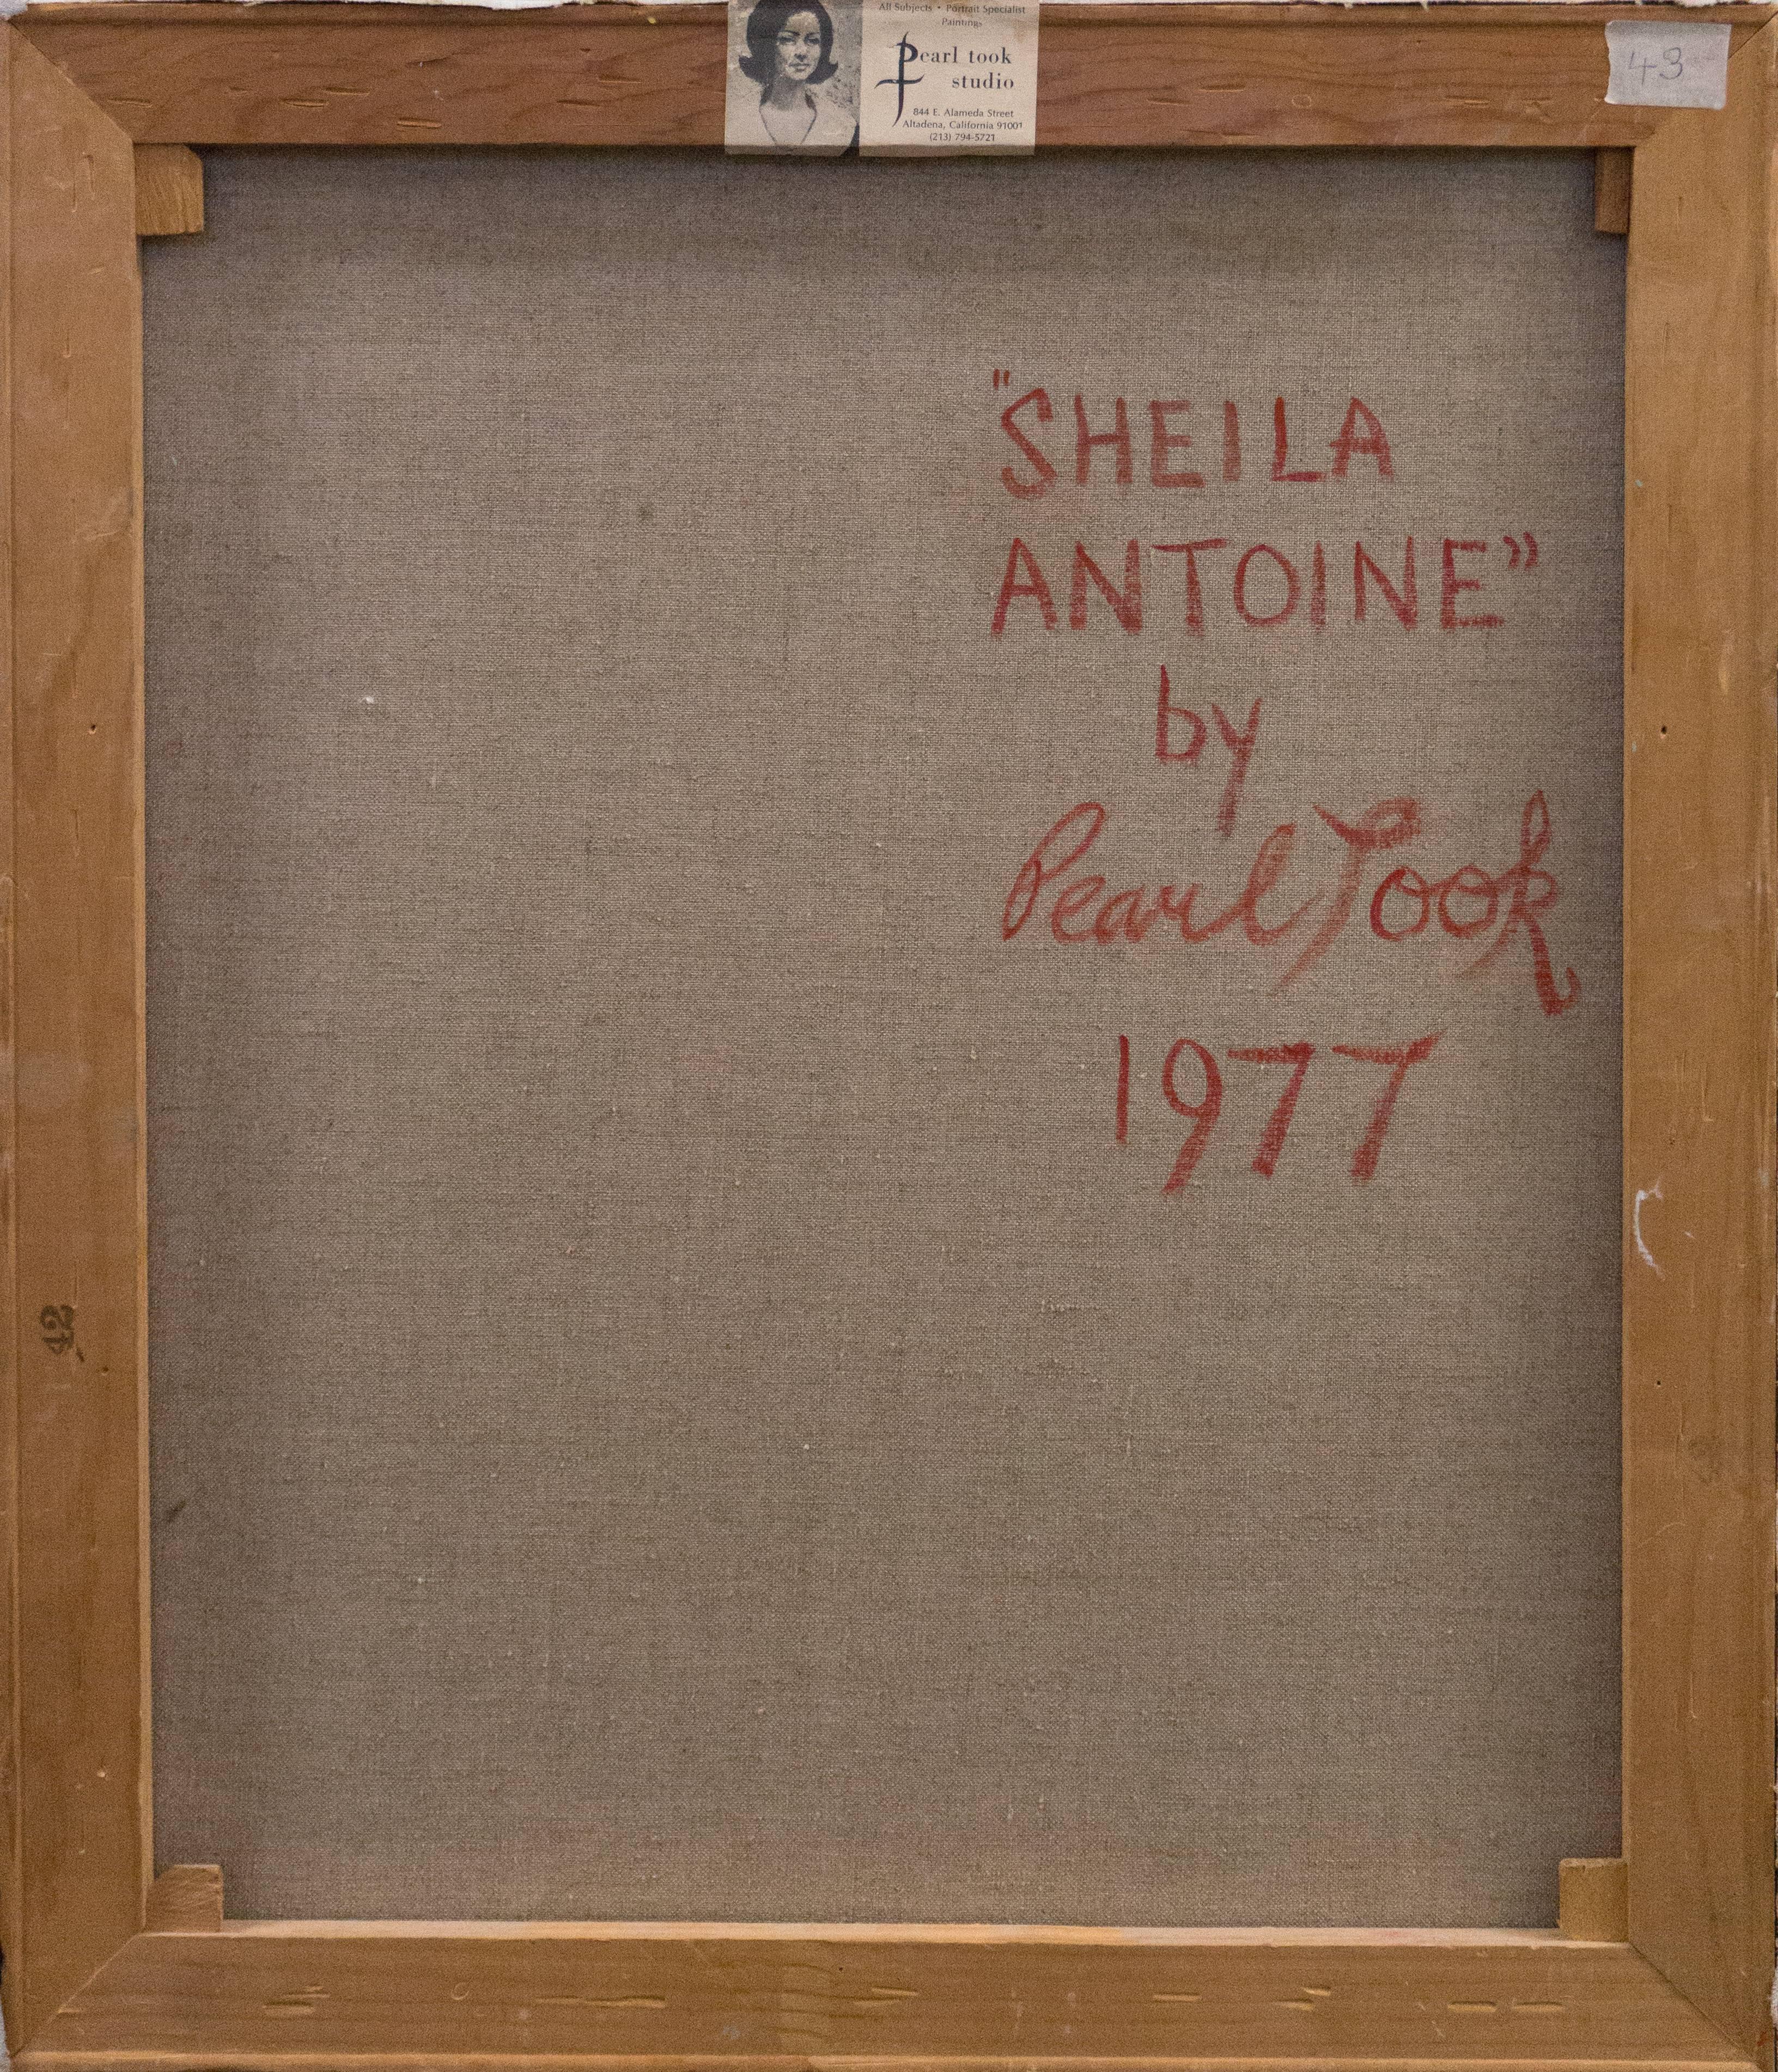 All Subjects • Portrait Specialist
Paintings
Pearl took
studio
844 E. Alameda Street
Altadena, California 91001
(213) 794-5721
43
"SHEILA
ANTOINE”
by
Pearl Took
1977
42